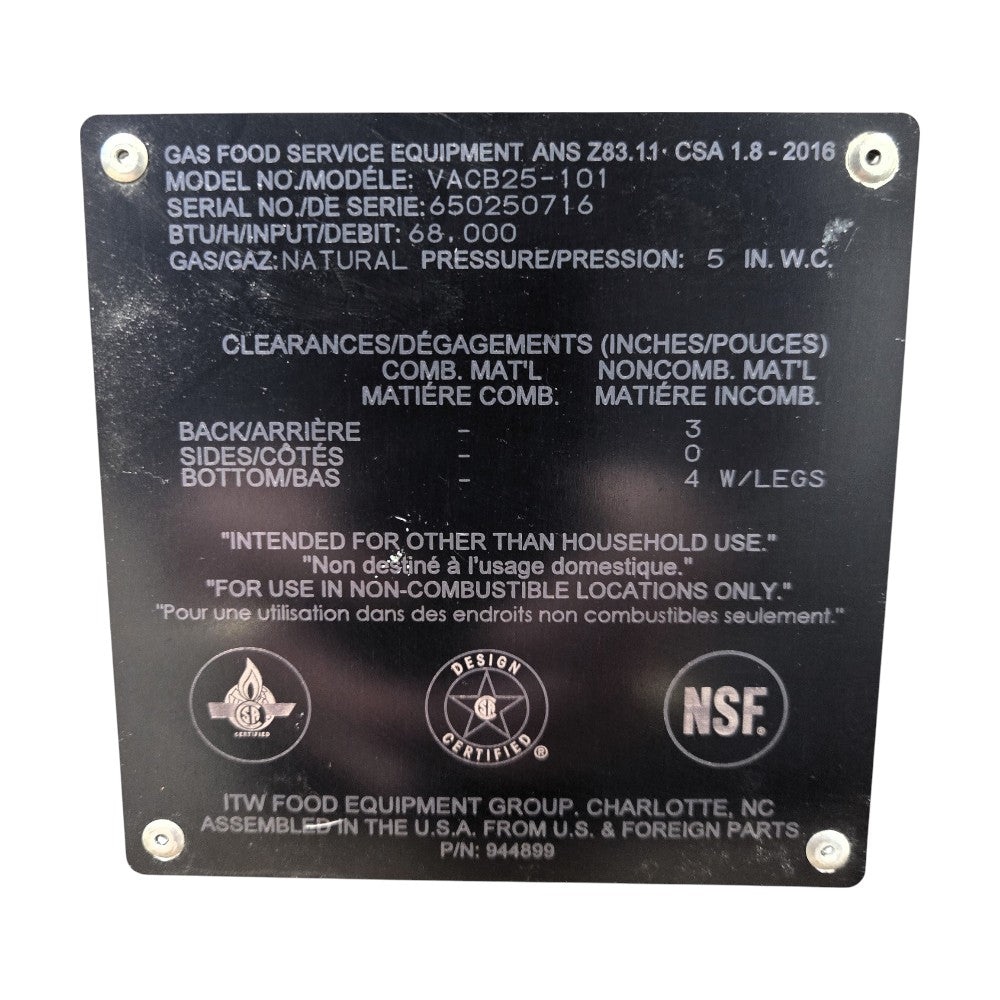 GAS FOOD SERVICE EQUIPMENT ANS Z83.11· CSA 1.8 - 2016
MODEL NO./MODÉLE: VACB25-101
SERIAL NO./DE SERIE: 650250716
BTU/H/INPUT/DEBIT: 68,000
GAS/GAZ: NATURAL PRESSURE/PRESSION: 5 IN. W.C.
CLEARANCES/DÉGAGEMENTS (INCHES/POUCES)
COMB. MAT'L NONCOMB. MAT'L
MATIÉRE COMB. MATIÉRE INCOMB.
BACK/ARRIÈRE - 3
SIDES/CÔTÉS - 0
BOTTOM/BAS - 4 W/LEGS
"INTENDED FOR OTHER THAN HOUSEHOLD USE."
"Non destiné à l'usage domestique."
"FOR USE IN NON-COMBUSTIBLE LOCATIONS ONLY."
"Pour une utilisation dans des endroits non combustibles seulement."
CSA CERTIFIED
DESIGN CSA CERTIFIED ®
NSF.
ITW FOOD EQUIPMENT GROUP, CHARLOTTE, NC
ASSEMBLED IN THE U.S.A. FROM U.S. & FOREIGN PARTS
P/N: 944899